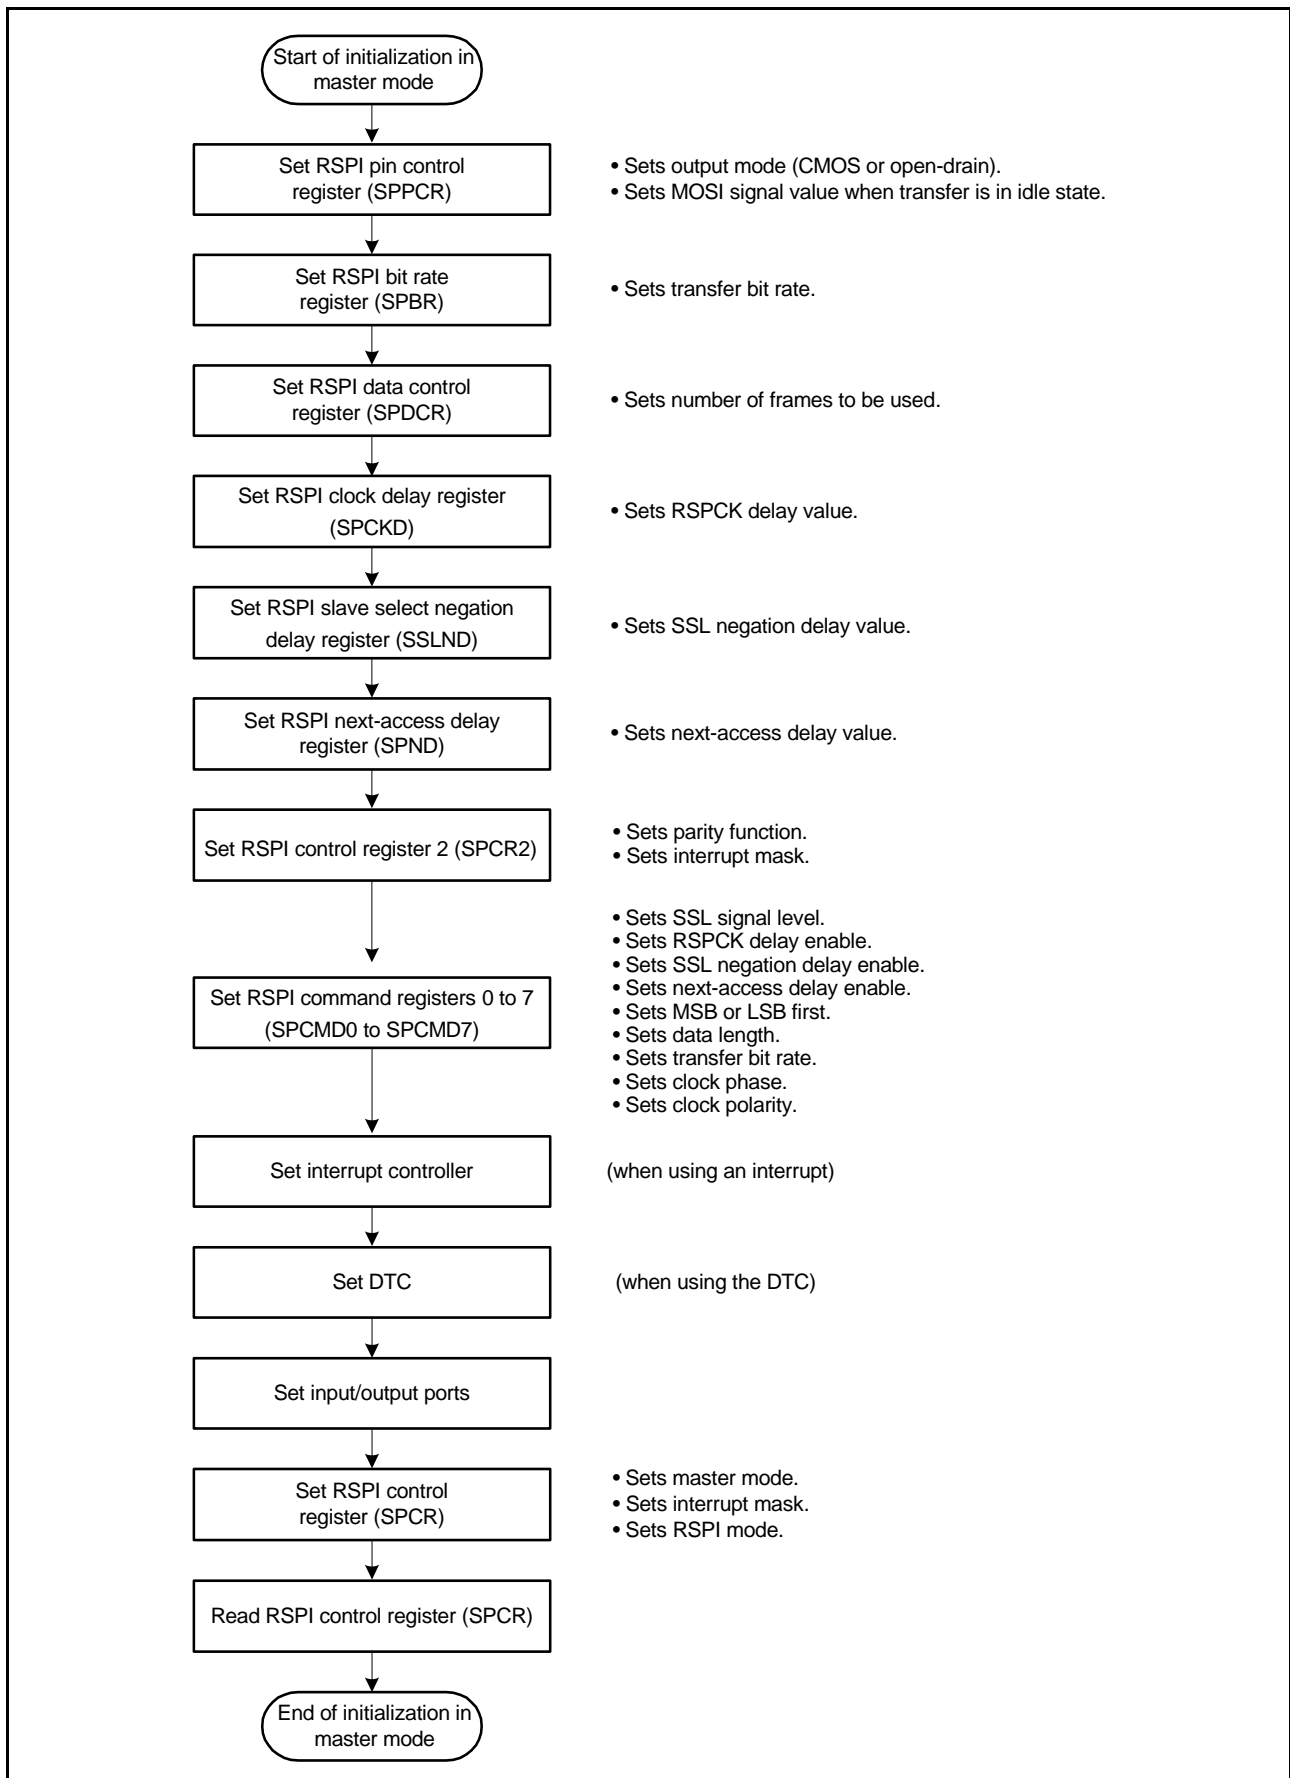 Start of initialization in
master mode
Set RSPI pin control
register (SPPCR)
• Sets output mode (CMOS or open-drain).
• Sets MOSI signal value when transfer is in idle state.
Set RSPI bit rate
register (SPBR)
• Sets transfer bit rate.
Set RSPI data control
register (SPDCR)
• Sets number of frames to be used.
Set RSPI clock delay register
(SPCKD)
• Sets RSPCK delay value.
Set RSPI slave select negation
delay register (SSLND)
• Sets SSL negation delay value.
Set RSPI next-access delay
register (SPND)
• Sets next-access delay value.
Set RSPI control register 2 (SPCR2)
• Sets parity function.
• Sets interrupt mask.
Set RSPI command registers 0 to 7
(SPCMD0 to SPCMD7)
• Sets SSL signal level.
• Sets RSPCK delay enable.
• Sets SSL negation delay enable.
• Sets next-access delay enable.
• Sets MSB or LSB first.
• Sets data length.
• Sets transfer bit rate.
• Sets clock phase.
• Sets clock polarity.
Set interrupt controller
(when using an interrupt)
Set DTC
(when using the DTC)
Set input/output ports
Set RSPI control
register (SPCR)
• Sets master mode.
• Sets interrupt mask.
• Sets RSPI mode.
Read RSPI control register (SPCR)
End of initialization in
master mode